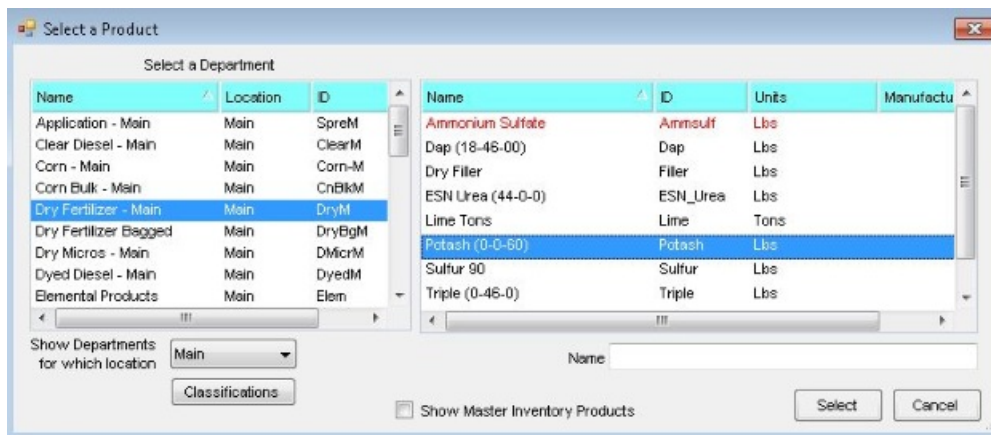 Select a Product
Select a Department
Name Location ID
Application - Main Main SpreM
Clear Diesel - Main Main ClearM
Corn - Main Main Corn-M
Corn Bulk - Main Main CnBlkM
Dry Fertilizer - Main Main DryM
Dry Fertilizer Bagged Main DryBgM
Dry Micros - Main Main DMicrM
Dyed Diesel - Main Main DyedM
Elemental Products Main Elem
Name ID Units Manufactu
Ammonium Sulfate Ammsulf Lbs
Dap (18-46-00) Dap Lbs
Dry Filler Filler Lbs
ESN Urea (44-0-0) ESN_Urea Lbs
Lime Tons Lime Tons
Potash (0-0-60) Potash Lbs
Sulfur 90 Sulfur Lbs
Triple (0-46-0) Triple Lbs
Show Departments
for which location
Main
Classifications
Name
Show Master Inventory Products
Select Cancel